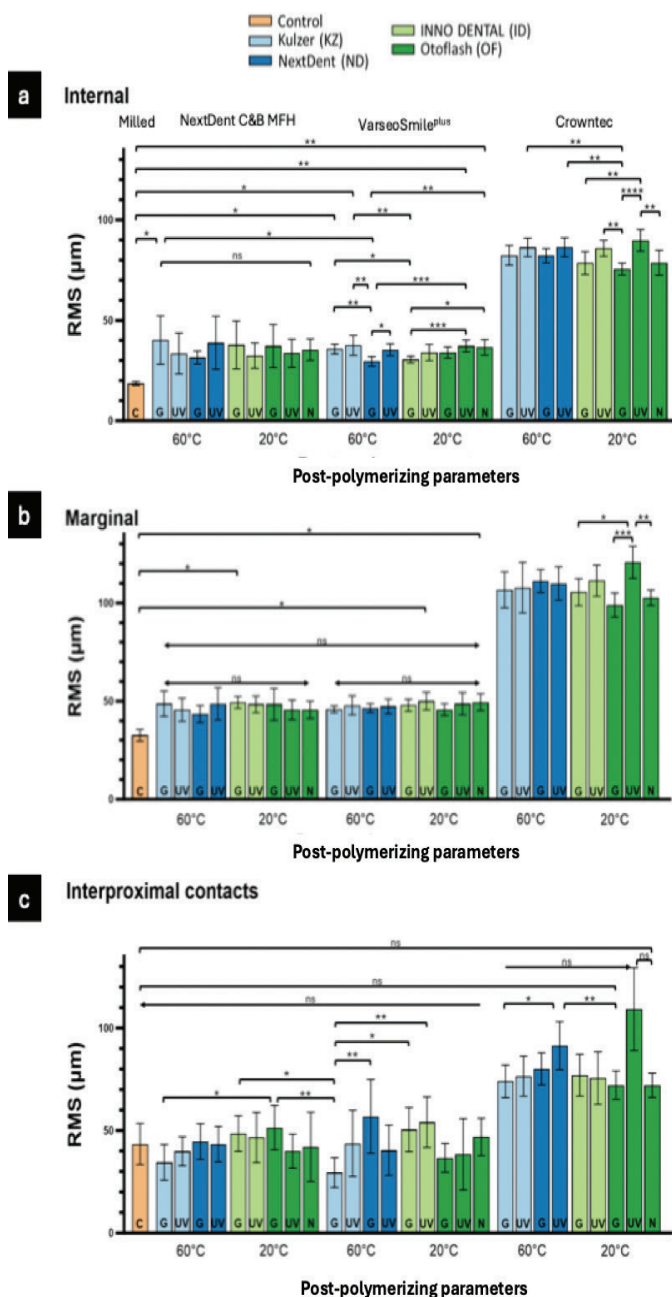 Control
Kulzer (KZ)
NextDent (ND)
INNO DENTAL (ID)
Otoflash (OF)
a Internal
Milled NextDent C&B MFH VarseoSmileplus Crowntec
** **
** **
* ** **
* ** ****
* * * ** **
ns ** *** *
** * ***
RMS (µm)
100
50
0
C G UV G UV G UV G UV N G UV G UV G UV G UV N G UV G UV G UV G UV N
60°C 20°C 60°C 20°C 60°C 20°C
Post-polymerizing parameters
b Marginal
* * **
* ***
*
ns
ns ns
RMS (µm)
100
50
0
C G UV G UV G UV G UV N G UV G UV G UV G UV N G UV G UV G UV G UV N
60°C 20°C 60°C 20°C 60°C 20°C
Post-polymerizing parameters
c Interproximal contacts
ns
ns ns
ns
ns * **
**
*
* **
* **
RMS (µm)
100
50
0
C G UV G UV G UV G UV N G UV G UV G UV G UV N G UV G UV G UV G UV N
60°C 20°C 60°C 20°C 60°C 20°C
Post-polymerizing parameters